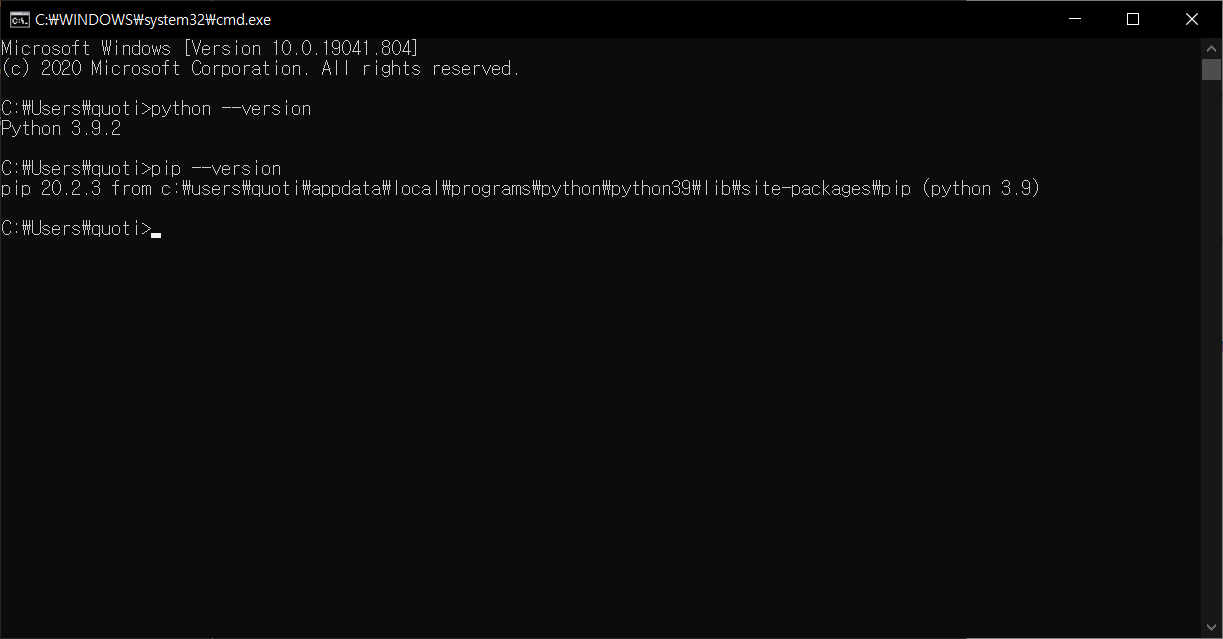 C:₩WINDOWS₩system32₩cmd.exe
Microsoft Windows [Version 10.0.19041.804]
(c) 2020 Microsoft Corporation. All rights reserved.
C:₩Users₩quoti>python --version
Python 3.9.2
C:₩Users₩quoti>pip --version
pip 20.2.3 from c:₩users₩quoti₩appdata₩local₩programs₩python₩python39₩lib₩site-packages₩pip (python 3.9)
C:₩Users₩quoti>